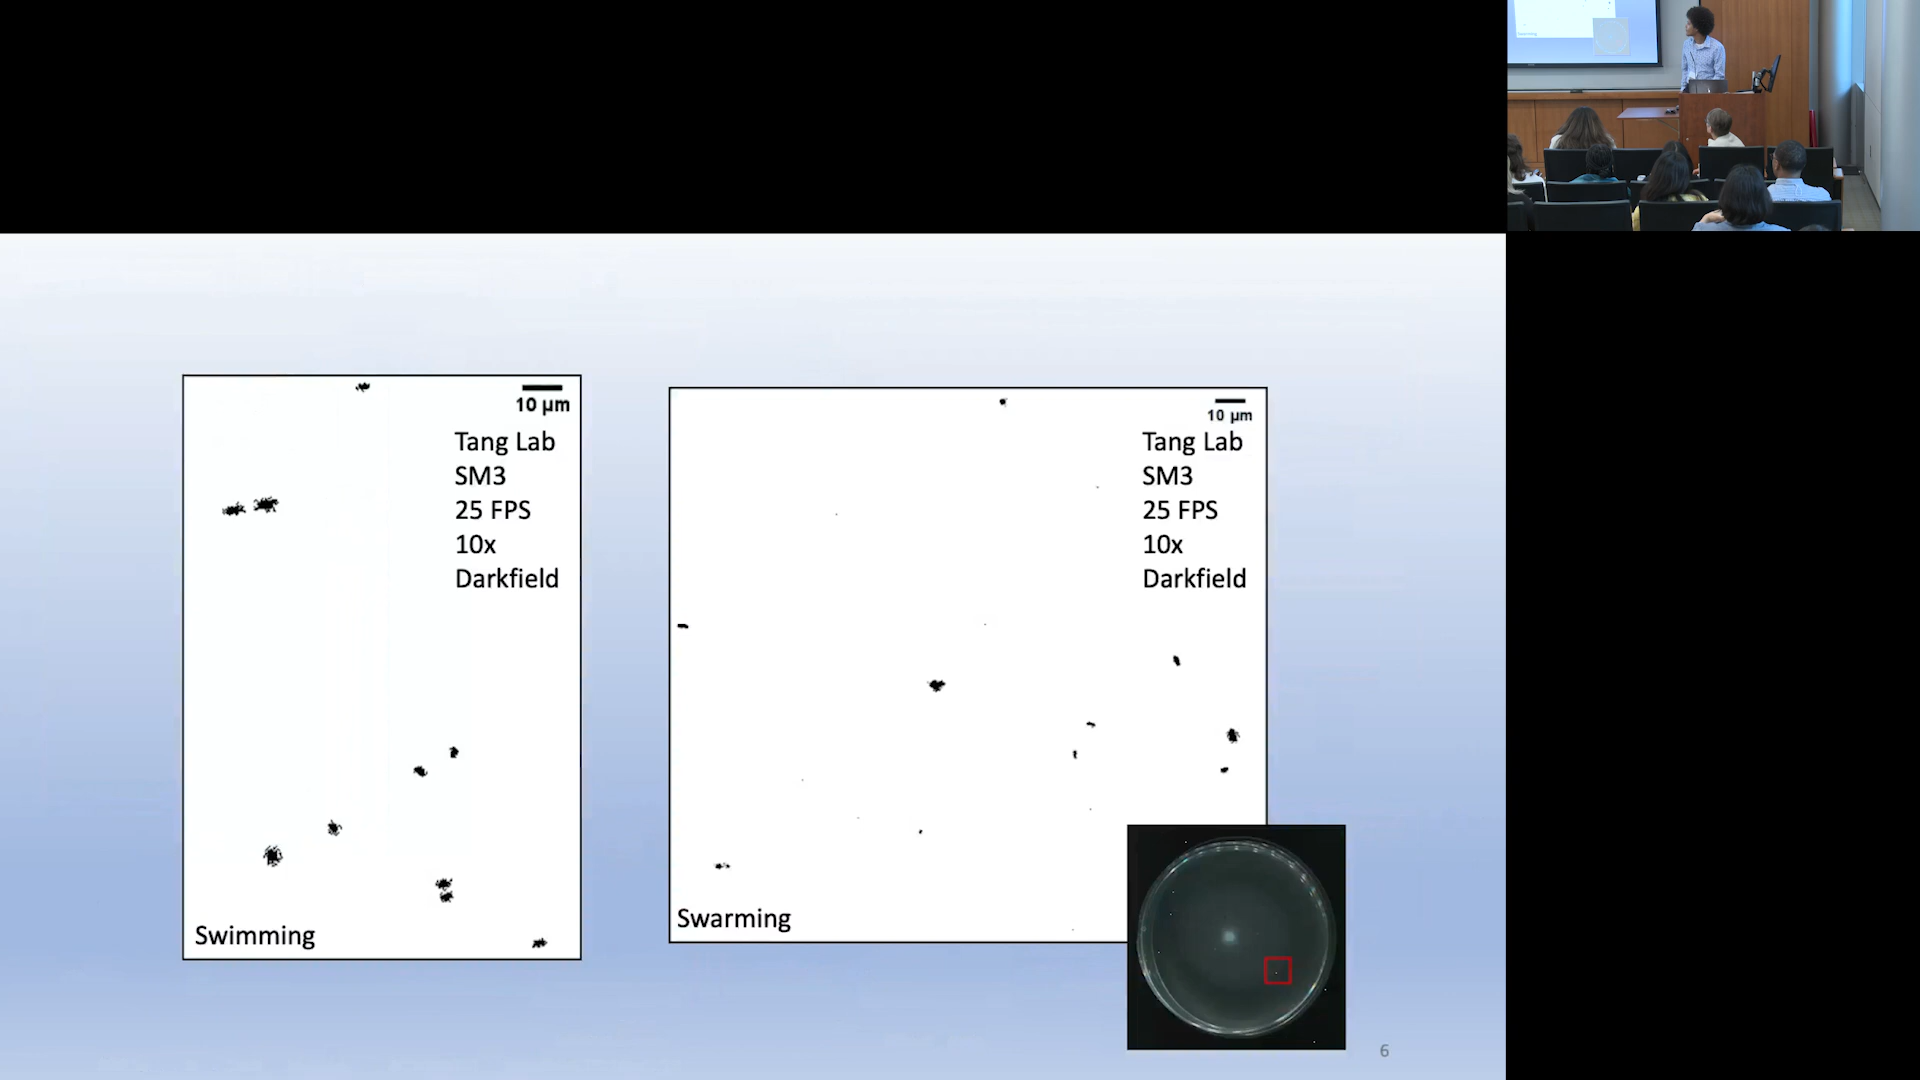 10 µm
Tang Lab
SM3
25 FPS
10x
Darkfield
Swimming
10 µm
Tang Lab
SM3
25 FPS
10x
Darkfield
Swarming
6